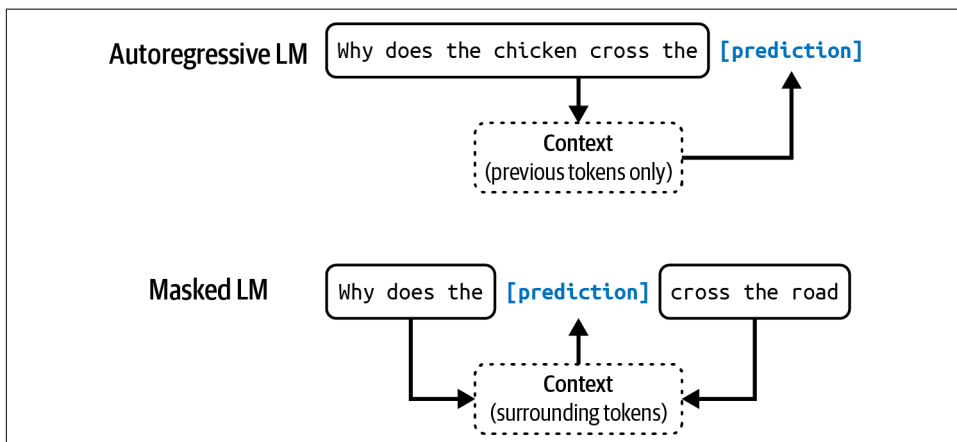 Autoregressive LM Why does the chicken cross the [prediction]
Context
(previous tokens only)
Masked LM Why does the [prediction] cross the road
Context
(surrounding tokens)